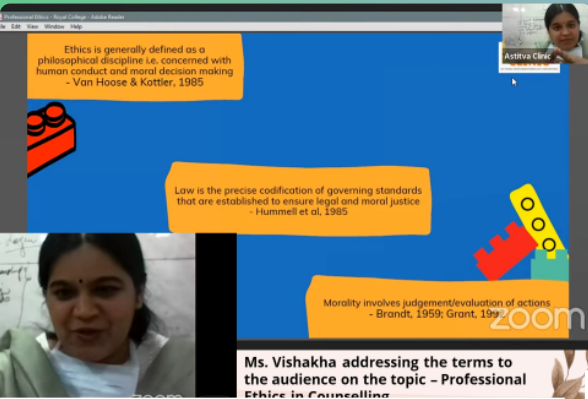 Professional Ethics - Royal College - Adobe Reader
Edit View Window Help
Astitva Clinic
Ethics is generally defined as a
philosophical discipline i.e. concerned with
human conduct and moral decision making
- Van Hoose & Kottler, 1985
Law is the precise codification of governing standards
that are established to ensure legal and moral justice
- Hummell et al, 1985
Morality involves judgement/evaluation of actions
- Brandt, 1959; Grant,
zoom
zoom
Ms. Vishakha addressing the terms to
the audience on the topic – Professional
Ethics in Counselling